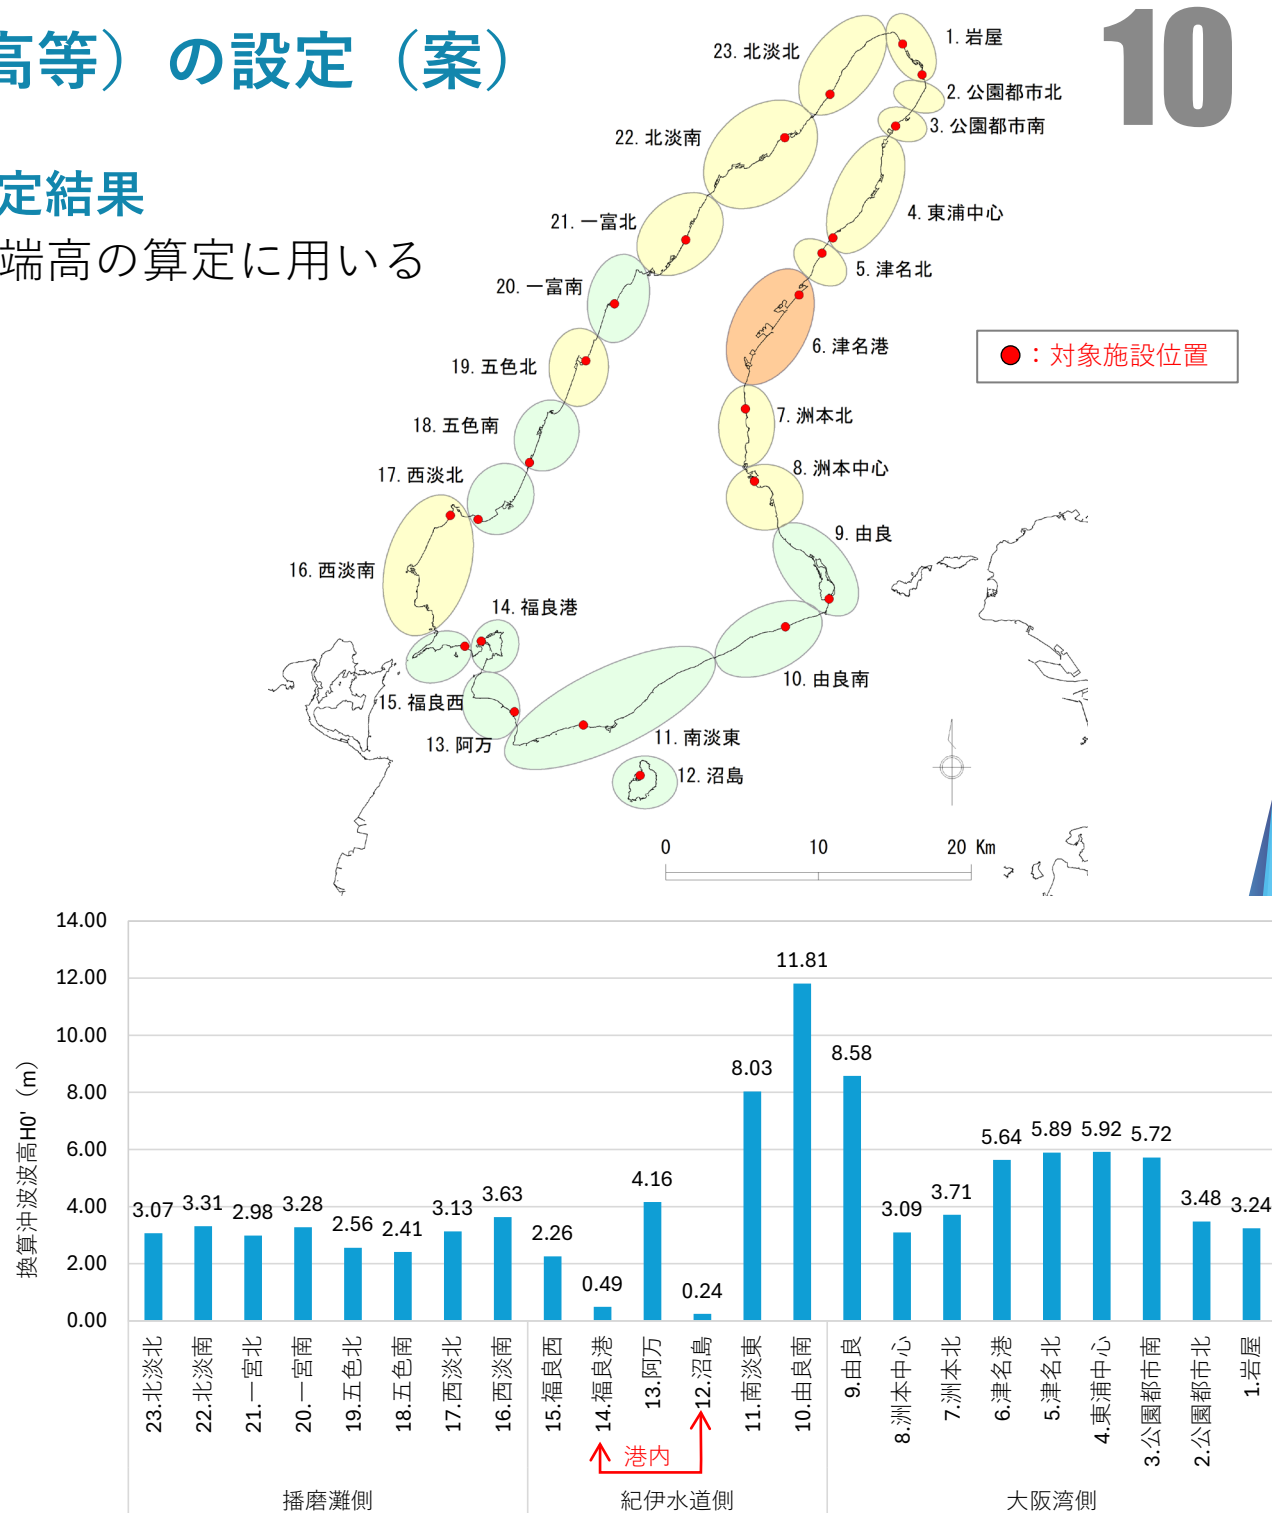 高等）の設定（案）
10
定結果
端高の算定に用いる
23. 北淡北
1. 岩屋
2. 公園都市北
3. 公園都市南
22. 北淡南
4. 東浦中心
21. 一富北
5. 津名北
20. 一富南
6. 津名港
●：対象施設位置
19. 五色北
7. 洲本北
18. 五色南
8. 洲本中心
17. 西淡北
9. 由良
16. 西淡南
14. 福良港
10. 由良南
15. 福良西
13. 阿万
11. 南淡東
12. 沼島
0 10 20 Km
換算沖波波高H0'（m）
14.00
12.00
10.00
8.00
6.00
4.00
2.00
0.00
3.07 3.31 2.98 3.28 2.56 2.41 3.13 3.63 2.26 0.49 4.16 0.24 8.03 11.81 8.58 3.09 3.71 5.64 5.89 5.92 5.72 3.48 3.24
23.北淡北
22.北淡南
21.一宮北
20.一宮南
19.五色北
18.五色南
17.西淡北
16.西淡南
15.福良西
14.福良港
13.阿万
12.沼島
11.南淡東
10.由良南
9.由良
8.洲本中心
7.洲本北
6.津名港
5.津名北
4.東浦中心
3.公園都市南
2.公園都市北
1.岩屋
港内
播磨灘側 紀伊水道側 大阪湾側